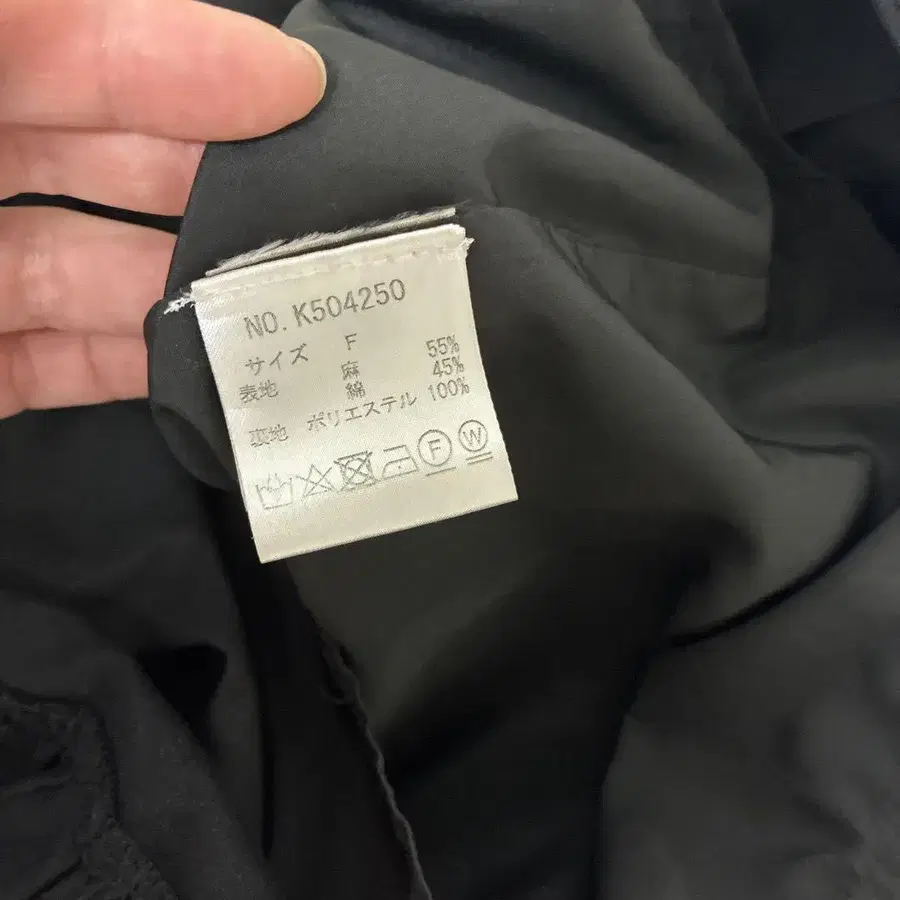 NO. K504250
サイズ F
表地 麻 55%
綿 45%
裏地 ポリエステル 100%
F W